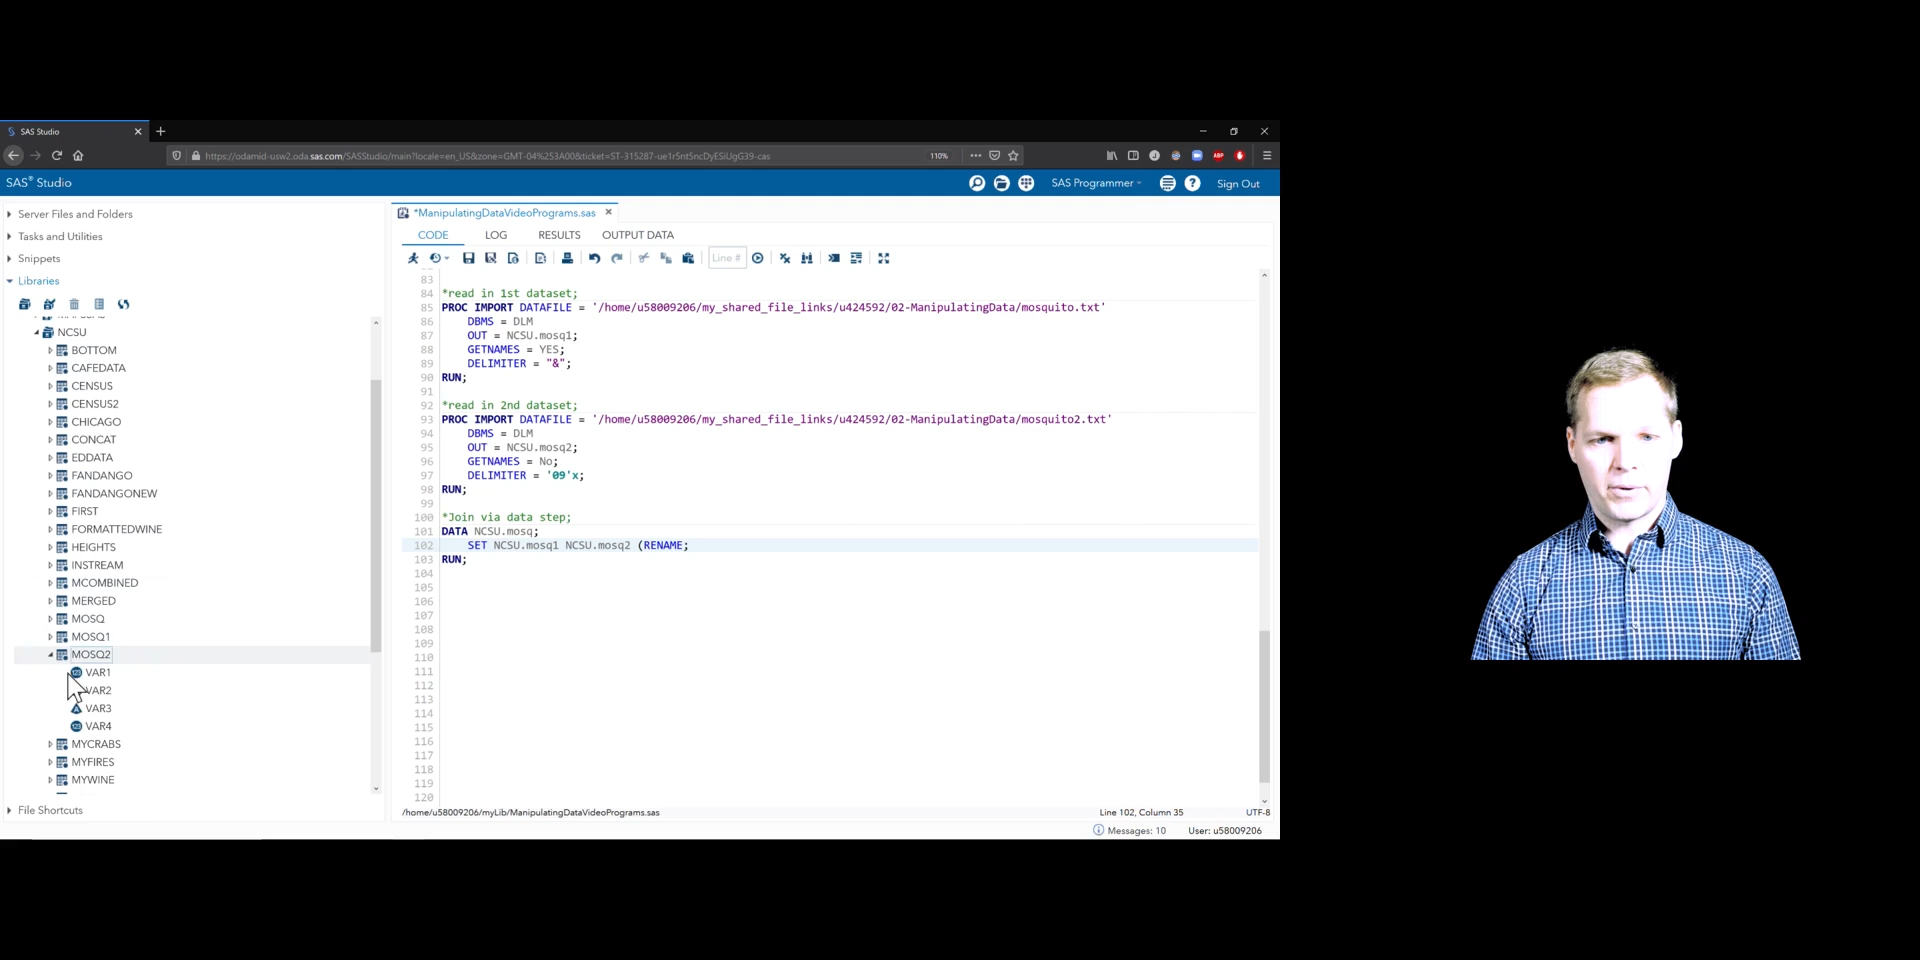 SAS Studio
https://odamid-usw2.oda.sas.com/SASStudio/main?locale=en_US&zone=GMT-04%253A00&ticket=ST-315287-ue1r5nt5ncDyESiUgG39-cas
110%
ABP
SAS® Studio
SAS Programmer
Sign Out
Server Files and Folders
Tasks and Utilities
Snippets
Libraries
NCSU
BOTTOM
CAFEDATA
CENSUS
CENSUS2
CHICAGO
CONCAT
EDDATA
FANDANGO
FANDANGONEW
FIRST
FORMATTEDWINE
HEIGHTS
INSTREAM
MCOMBINED
MERGED
MOSQ
MOSQ1
MOSQ2
VAR1
VAR2
VAR3
VAR4
MYCRABS
MYFIRES
MYWINE
File Shortcuts
*ManipulatingDataVideoPrograms.sas
CODE LOG RESULTS OUTPUT DATA
Line #
83
84 *read in 1st dataset;
85 PROC IMPORT DATAFILE = '/home/u58009206/my_shared_file_links/u424592/02-ManipulatingData/mosquito.txt'
86 DBMS = DLM
87 OUT = NCSU.mosq1;
88 GETNAMES = YES;
89 DELIMITER = "&";
90 RUN;
91
92 *read in 2nd dataset;
93 PROC IMPORT DATAFILE = '/home/u58009206/my_shared_file_links/u424592/02-ManipulatingData/mosquito2.txt'
94 DBMS = DLM
95 OUT = NCSU.mosq2;
96 GETNAMES = No;
97 DELIMITER = '09'x;
98 RUN;
99
100 *Join via data step;
101 DATA NCSU.mosq;
102 SET NCSU.mosq1 NCSU.mosq2 (RENAME;
103 RUN;
104
105
106
107
108
109
110
111
112
113
114
115
116
117
118
119
120
/home/u58009206/myLib/ManipulatingDataVideoPrograms.sas
Line 102, Column 35
UTF-8
Messages: 10
User: u58009206